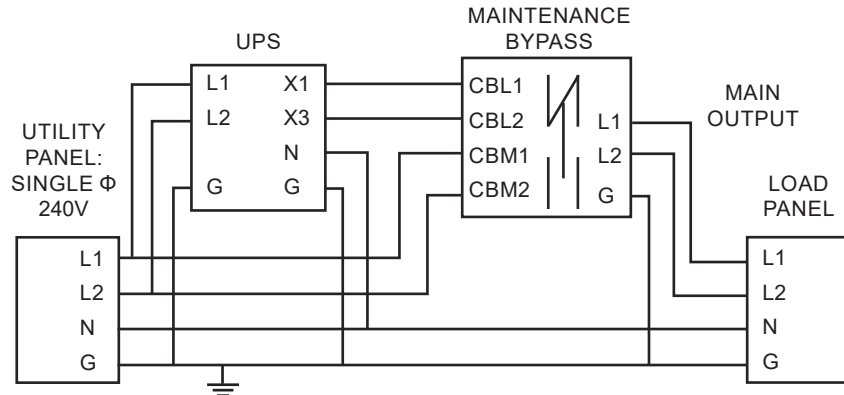 UPS
MAINTENANCE
BYPASS
L1
X1
L2
X3
N
G
G
CBL1
CBL2
CBM1
CBM2
L1
L2
G
MAIN
OUTPUT
UTILITY
PANEL:
SINGLE Φ
240V
L1
L2
N
G
LOAD
PANEL
L1
L2
N
G